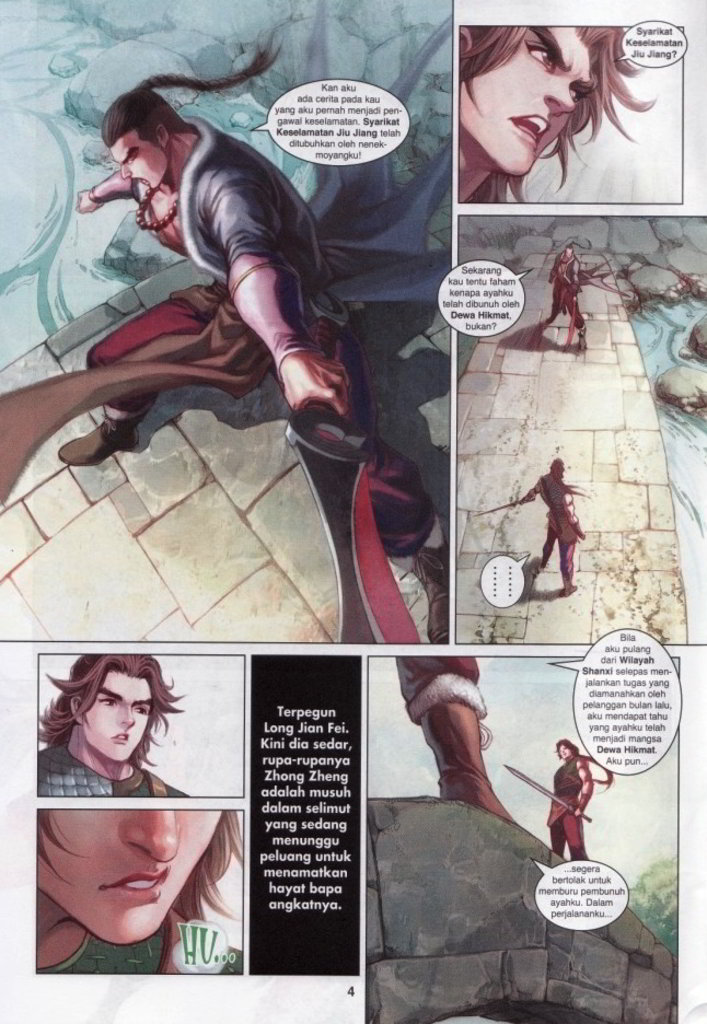 Kan aku
ada cerita pada kau
yang aku pernah menjadi pen-
gawal keselamatan. Syarikat
Keselamatan Jiu Jiang telah
ditubuhkan oleh nenek-
moyangku!
Syarikat
Keselamatan
Jiu Jiang?
Sekarang
kau tentu faham
kenapa ayahku
telah dibunuh oleh
Dewa Hikmat,
bukan?
......
Terpegun
Long Jian Fei.
Kini dia sedar,
rupa-rupanya
Zhong Zheng
adalah musuh
dalam selimut
yang sedang
menunggu
peluang untuk
menamatkan
hayat bapa
angkatnya.
HU...
Bila
aku pulang
dari Wilayah
Shanxi selepas men-
jalankan tugas yang
diamanahkan oleh
pelanggan bulan lalu,
aku mendapat tahu
yang ayahku telah
menjadi mangsa
Dewa Hikmat.
Aku pun...
...segera
bertolak untuk
memburu pembunuh
ayahku. Dalam
perjalananku...
4